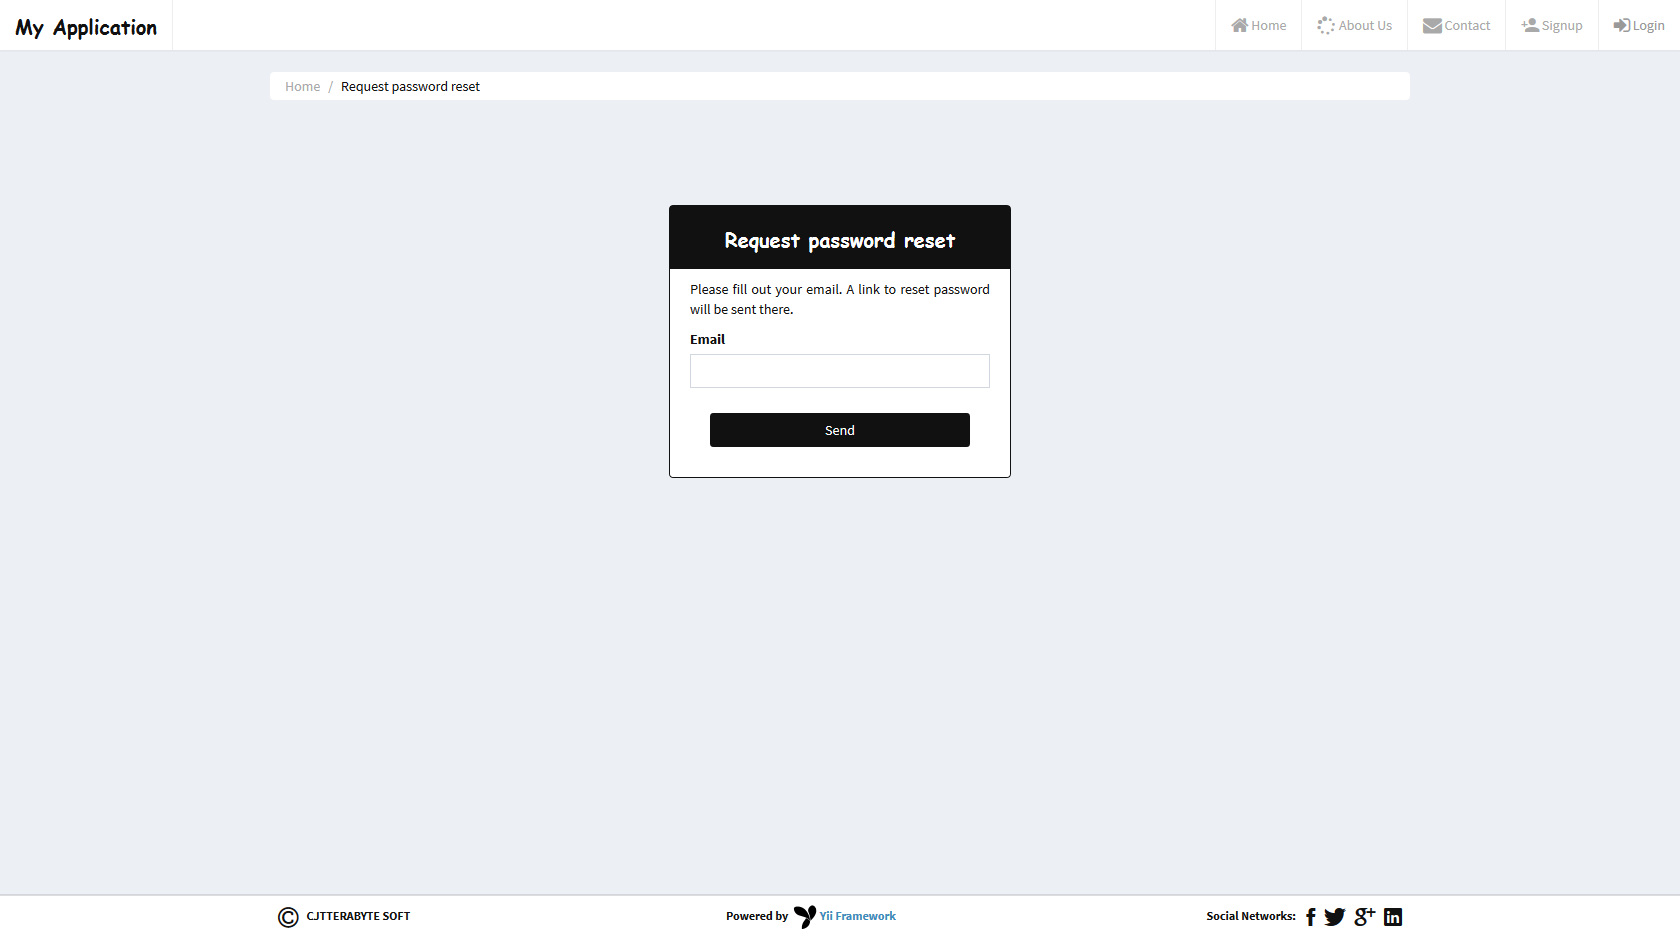 My Application
Home
About Us
Contact
Signup
Login
Home / Request password reset
Request password reset
Please fill out your email. A link to reset password
will be sent there.
Email
Send
© CJTTERABYTE SOFT
Powered by Yii Framework
Social Networks: f g+ in